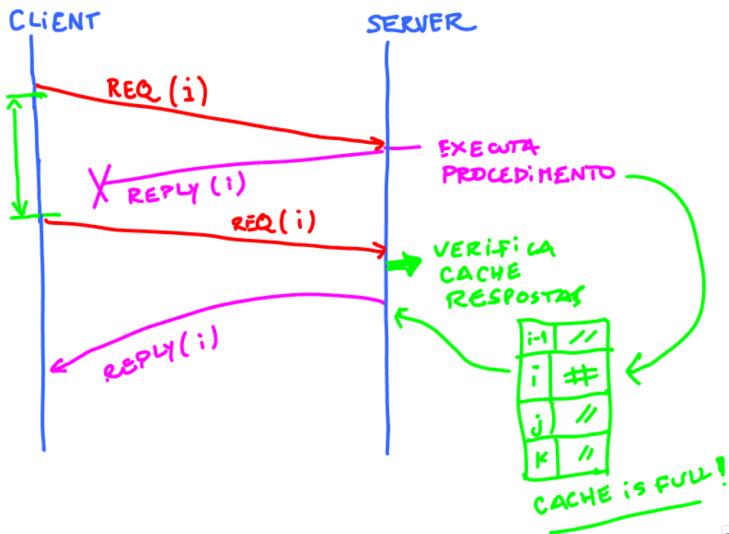 CLIENT
SERVER
REQ (i)
EXECUTA
PROCEDIMENTO
REPLY (i)
REQ(i)
VERIFICA
CACHE
RESPOSTAS
REPLY(i)
i-1 //
i #
j //
K //
CACHE is FULL!